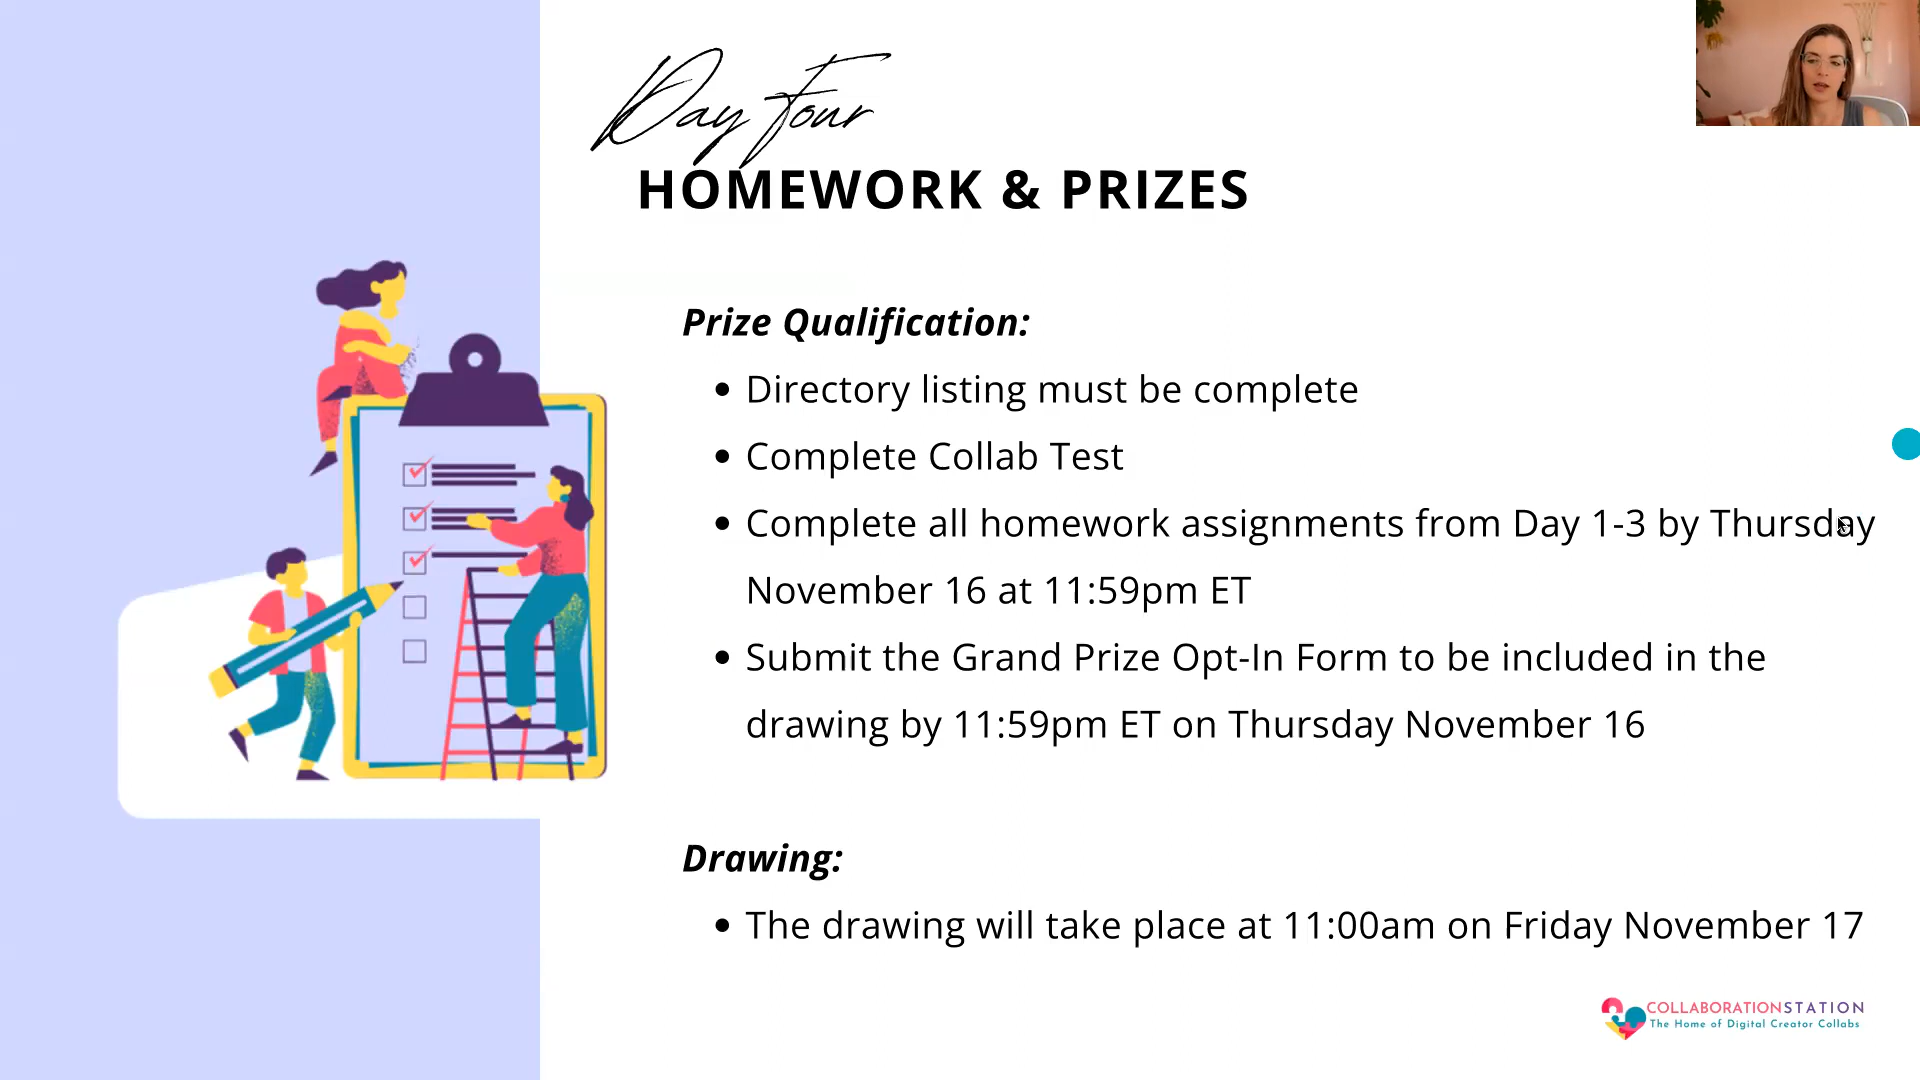 Day Four
HOMEWORK & PRIZES
Prize Qualification:
• Directory listing must be complete
• Complete Collab Test
• Complete all homework assignments from Day 1-3 by Thursday
November 16 at 11:59pm ET
• Submit the Grand Prize Opt-In Form to be included in the
drawing by 11:59pm ET on Thursday November 16
Drawing:
• The drawing will take place at 11:00am on Friday November 17
COLLABORATIONSTATION
The Home of Digital Creator Collabs